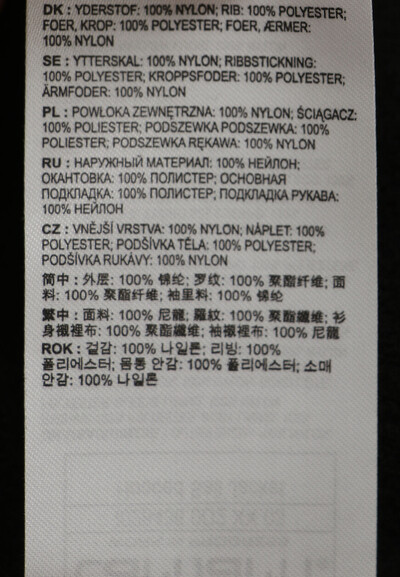 DK : YDERSTOF: 100% NYLON; RIB: 100% POLYESTER;
FOER, KROP: 100% POLYESTER; FOER, ÆRMER:
100% NYLON
SE : YTTERSKAL: 100% NYLON; RIBBSTICKNING:
100% POLYESTER; KROPPSFODER: 100% POLYESTER;
ÄRMFODER: 100% NYLON
PL : POWŁOKA ZEWNĘTRZNA: 100% NYLON; ŚCIĄGACZ:
100% POLIESTER; PODSZEWKA PODSZEWKA: 100%
POLIESTER; PODSZEWKA RĘKAWA: 100% NYLON
RU : НАРУЖНЫЙ МАТЕРИАЛ: 100% НЕЙЛОН;
ОКАНТОВКА: 100% ПОЛИСТЕР; ОСНОВНАЯ
ПОДКЛАДКА: 100% ПОЛИСТЕР; ПОДКЛАДКА РУКАВА:
100% НЕЙЛОН
CZ : VNĚJŠÍ VRSTVA: 100% NYLON; NÁPLET: 100%
POLYESTER; PODŠÍVKA TĚLA: 100% POLYESTER;
PODŠÍVKA RUKÁVY: 100% NYLON
简中 : 外层: 100% 锦纶; 罗纹: 100% 聚酯纤维; 面
料: 100% 聚酯纤维; 袖里料: 100% 锦纶
繁中 : 面料: 100% 尼龍; 羅紋: 100% 聚酯纖維; 衫
身襯裡布: 100% 聚酯纖維; 袖襯裡布: 100% 尼龍
ROK : 겉감: 100% 나일론; 리빙: 100%
폴리에스터; 몸통 안감: 100% 폴리에스터; 소매
안감: 100% 나일론